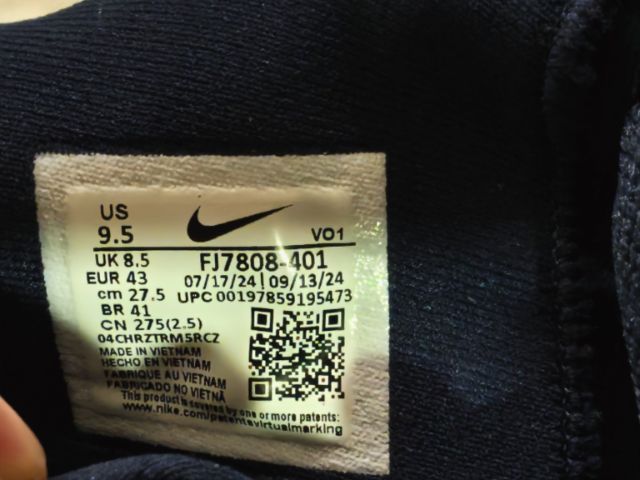 US
9.5 VO1
UK 8.5 FJ7808-401
EUR 43 07/17/24 | 09/13/24
cm 27.5 UPC 00197859195473
BR 41
CN 275(2.5)
04CHRZTRM5RCZ
MADE IN VIETNAM
HECHO EN VIETNAM
FABRIQUE AU VIETNAM
FABRICADO NO VIETNÃ
This product is covered by one or more patents:
www.nike.com/patentsvirtualmarking